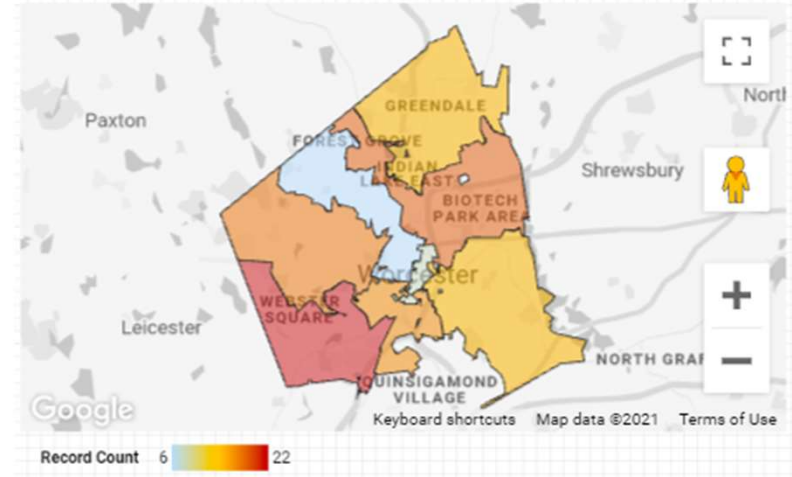 Paxton
GREENDALE
North
FOREST GROVE
INDIAN
LAKE EAST
Shrewsbury
BIOTECH
PARK AREA
Worcester
WEBSTER
SQUARE
Leicester
NORTH GRAF
QUINSIGAMOND
VILLAGE
Google
Keyboard shortcuts Map data ©2021 Terms of Use
Record Count 6 22